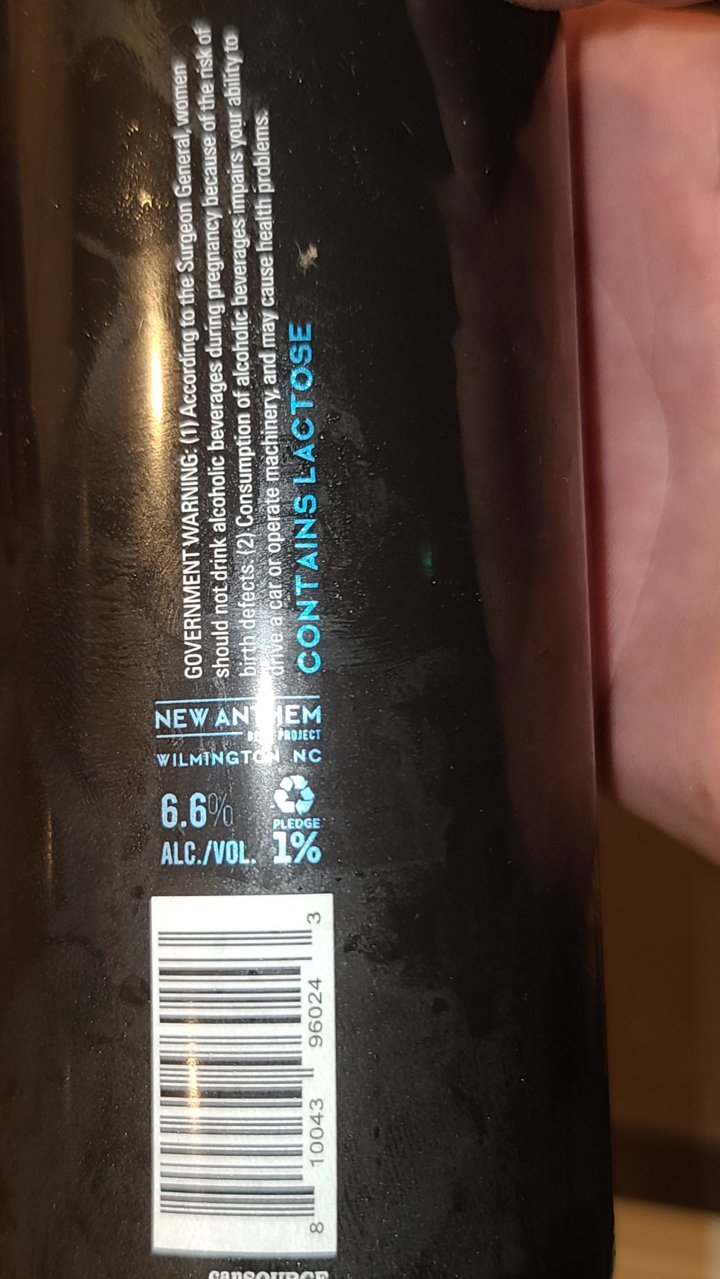 GOVERNMENT WARNING: (1) According to the Surgeon General, women
should not drink alcoholic beverages during pregnancy because of the risk of
birth defects. (2) Consumption of alcoholic beverages impairs your ability to
drive a car or operate machinery, and may cause health problems.
CONTAINS LACTOSE
NEW ANTHEM
PROJECT
WILMINGTON NC
6.6%
ALC./VOL.
PLEDGE
1%
8 10043 96024 3